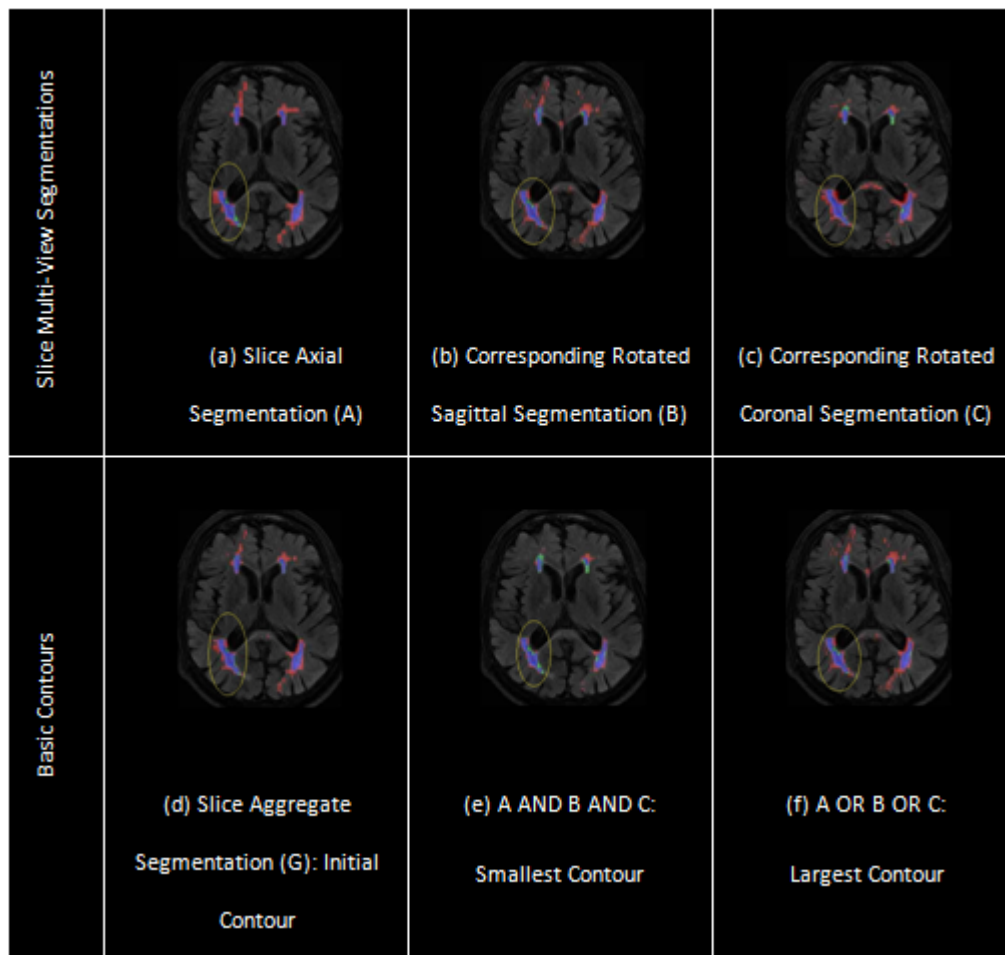 Slice Multi-View Segmentations
(a) Slice Axial
Segmentation (A)
(b) Corresponding Rotated
Sagittal Segmentation (B)
(c) Corresponding Rotated
Coronal Segmentation (C)
Basic Contours
(d) Slice Aggregate
Segmentation (G): Initial
Contour
(e) A AND B AND C:
Smallest Contour
(f) A OR B OR C:
Largest Contour